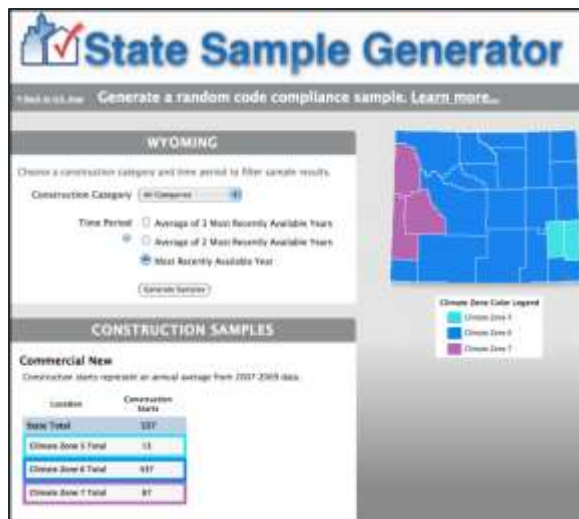 State Sample Generator
Back to U.S. Map Generate a random code compliance sample. Learn more...
WYOMING
Choose a construction category and time period to filter sample results.
Construction Category All Categories
Time Period Average of 3 Most Recently Available Years
Average of 2 Most Recently Available Years
Most Recently Available Year
Generate Samples
Climate Zone Color Legend
Climate Zone 5
Climate Zone 6
Climate Zone 7
CONSTRUCTION SAMPLES
Commercial New
Construction starts represent an annual average from 2007-2009 data.
Location Construction Starts
State Total
Climate Zone 5 Total 13
Climate Zone 6 Total
Climate Zone 7 Total